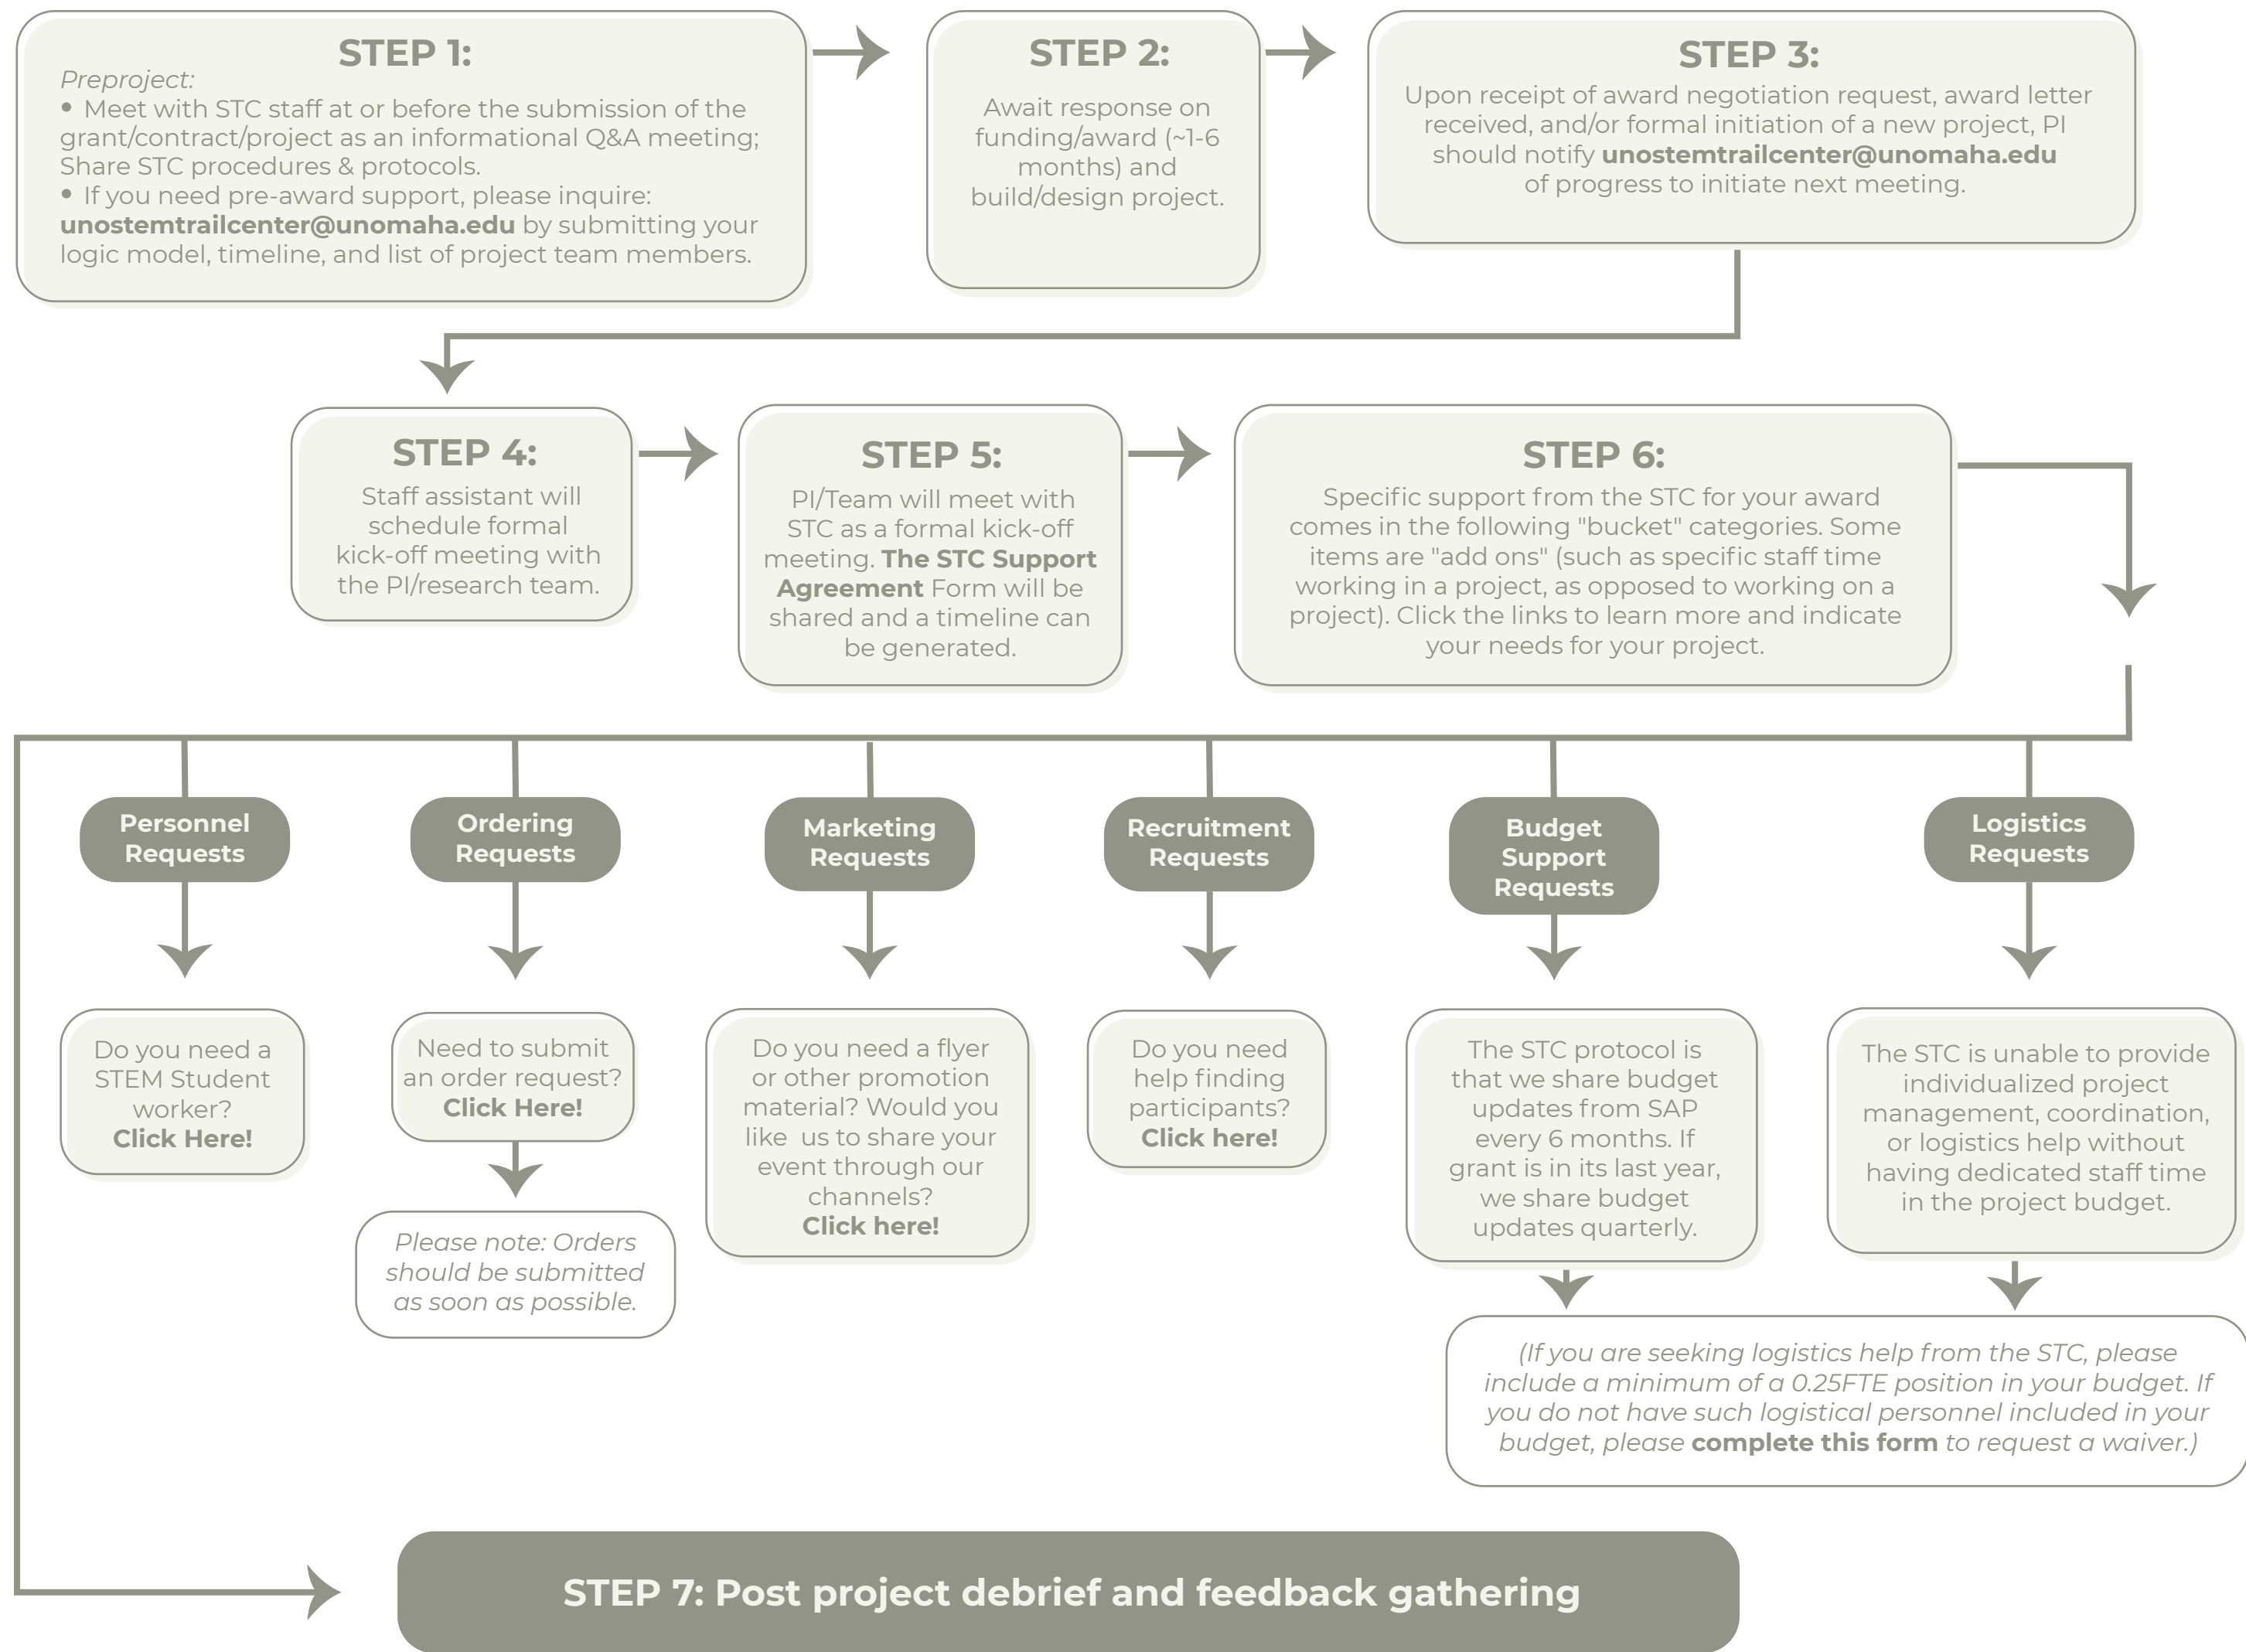 STEP 1:
Preproject:
• Meet with STC staff at or before the submission of the
grant/contract/project as an informational Q&A meeting;
Share STC procedures & protocols.
• If you need pre-award support, please inquire:
unostemtrailcenter@unomaha.edu by submitting your
logic model, timeline, and list of project team members.
STEP 2:
Await response on
funding/award (~1-6
months) and
build/design project.
STEP 3:
Upon receipt of award negotiation request, award letter
received, and/or formal initiation of a new project, PI
should notify unostemtrailcenter@unomaha.edu
of progress to initiate next meeting.
STEP 4:
Staff assistant will
schedule formal
kick-off meeting with
the PI/research team.
STEP 5:
PI/Team will meet with
STC as a formal kick-off
meeting. The STC Support
Agreement Form will be
shared and a timeline can
be generated.
STEP 6:
Specific support from the STC for your award
comes in the following "bucket" categories. Some
items are "add ons" (such as specific staff time
working in a project, as opposed to working on a
project). Click the links to learn more and indicate
your needs for your project.
Personnel
Requests
Ordering
Requests
Marketing
Requests
Recruitment
Requests
Budget
Support
Requests
Logistics
Requests
Do you need a
STEM Student
worker?
Click Here!
Need to submit
an order request?
Click Here!
Please note: Orders
should be submitted
as soon as possible.
Do you need a flyer
or other promotion
material? Would you
like us to share your
event through our
channels?
Click here!
Do you need
help finding
participants?
Click here!
The STC protocol is
that we share budget
updates from SAP
every 6 months. If
grant is in its last year,
we share budget
updates quarterly.
The STC is unable to provide
individualized project
management, coordination,
or logistics help without
having dedicated staff time
in the project budget.
(If you are seeking logistics help from the STC, please
include a minimum of a 0.25FTE position in your budget. If
you do not have such logistical personnel included in your
budget, please complete this form to request a waiver.)
STEP 7: Post project debrief and feedback gathering